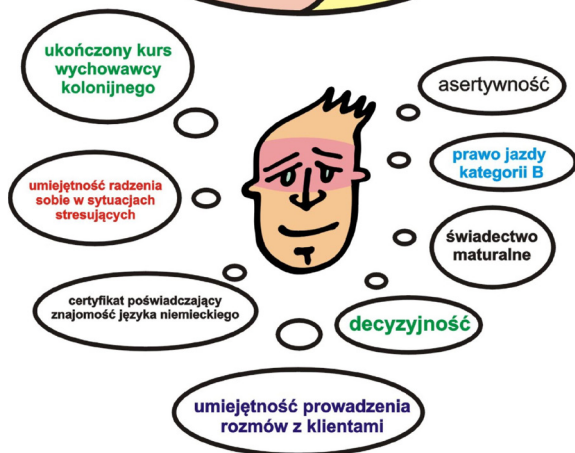 ukończony kurs
wychowawcy
kolonijnego
asertywność
prawo jazdy
kategorii B
umiejętność radzenia
sobie w sytuacjach
stresujących
świadectwo
maturalne
certyfikat poświadczający
znajomość języka niemieckiego
decyzyjność
umiejętność prowadzenia
rozmów z klientami